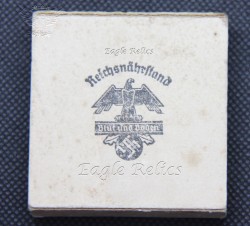 Eagle Relics
Reichsnährstand
Blut und Boden
Eagle Relics